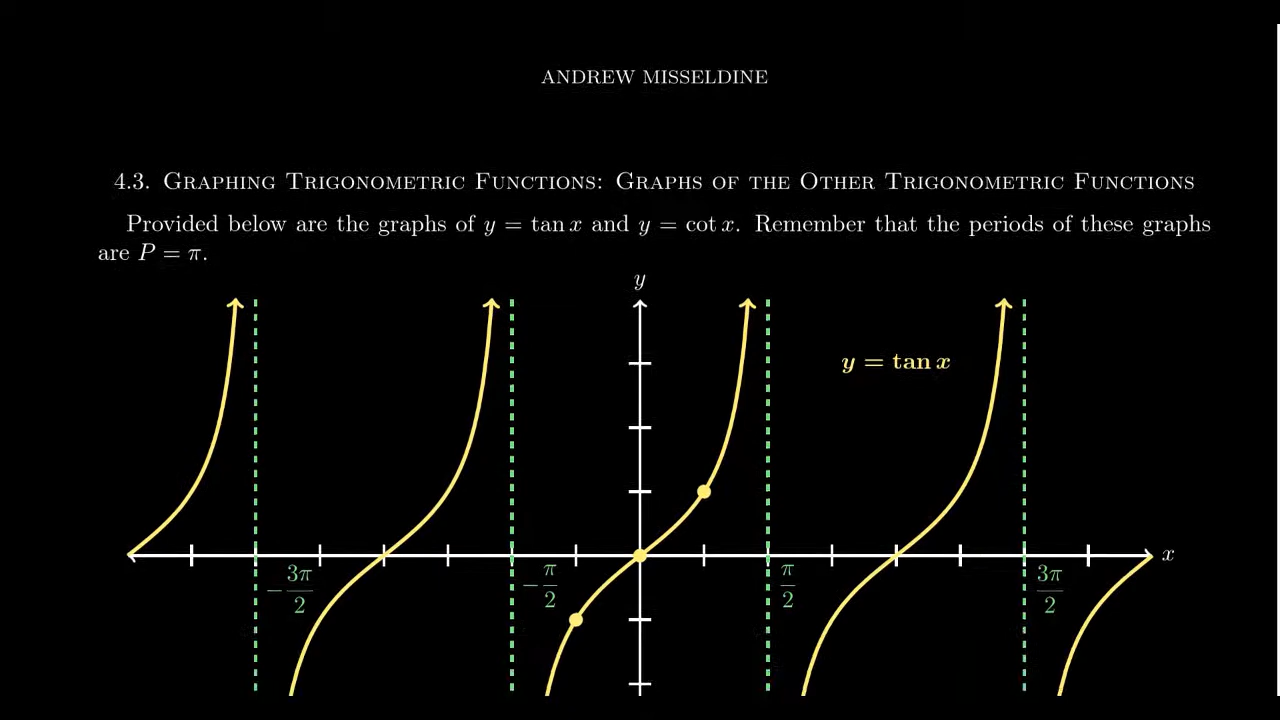 ANDREW MISSELDINE
4.3. Graphing Trigonometric Functions: Graphs of the Other Trigonometric Functions
Provided below are the graphs of y = tan x and y = cot x. Remember that the periods of these graphs
are P = π.
y
y = tan x
x
−3π/2
−π/2
π/2
3π/2